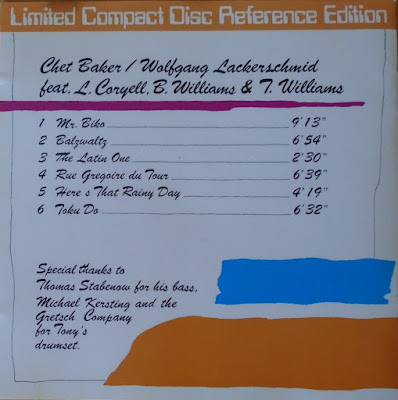 Limited Compact Disc Reference Edition
Chet Baker / Wolfgang Lackerschmid
feat. L. Coryell, B. Williams & T. Williams
1 Mr. Biko 9'13"
2 Balzwaltz 6'54"
3 The Latin One 2'30"
4 Rue Gregoire du Tour 6'39"
5 Here's That Rainy Day 4'19"
6 Toku Do 6'32"
Special thanks to
Thomas Stabenow for his bass,
Michael Kersting and the
Gretsch Company
for Tony's
drumset.